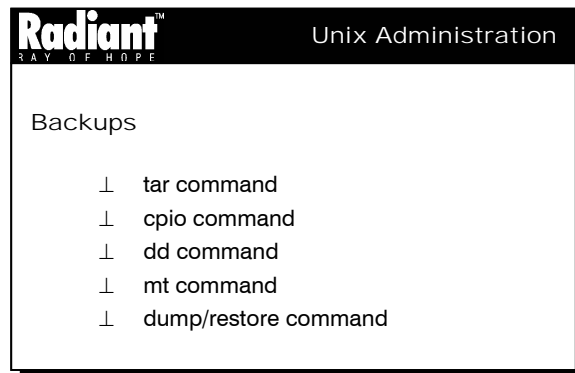 Radiant™
RAY OF HOPE
Unix Administration
Backups
⊥ tar command
⊥ cpio command
⊥ dd command
⊥ mt command
⊥ dump/restore command